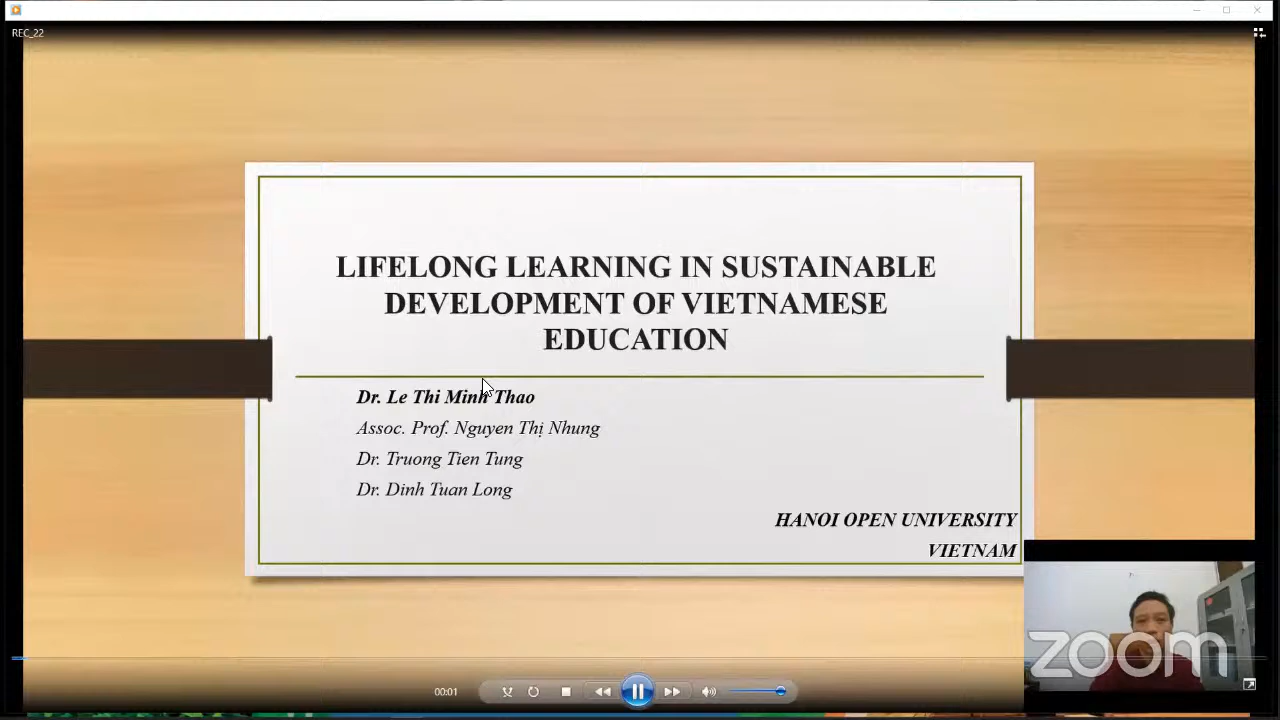 REC_22
LIFELONG LEARNING IN SUSTAINABLE
DEVELOPMENT OF VIETNAMESE
EDUCATION
Dr. Le Thi Minh Thao
Assoc. Prof. Nguyen Thị Nhung
Dr. Truong Tien Tung
Dr. Dinh Tuan Long
HANOI OPEN UNIVERSITY
VIETNAM
zoom
00:01